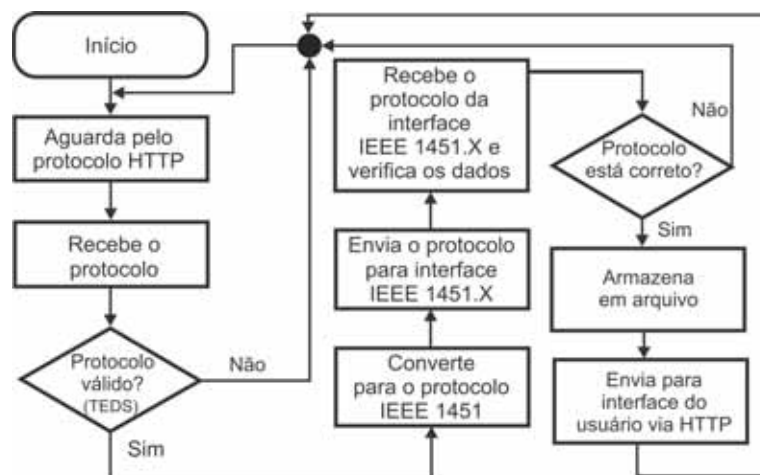 Início
Aguarda pelo
protocolo HTTP
Recebe o
protocolo
Protocolo
válido?
(TEDS)
Não
Sim
Converte
para o protocolo
IEEE 1451
Envia o protocolo
para interface
IEEE 1451.X
Recebe o
protocolo da
interface
IEEE 1451.X e
verifica os dados
Protocolo
está correto?
Não
Sim
Armazena
em arquivo
Envia para
interface do
usuário via HTTP